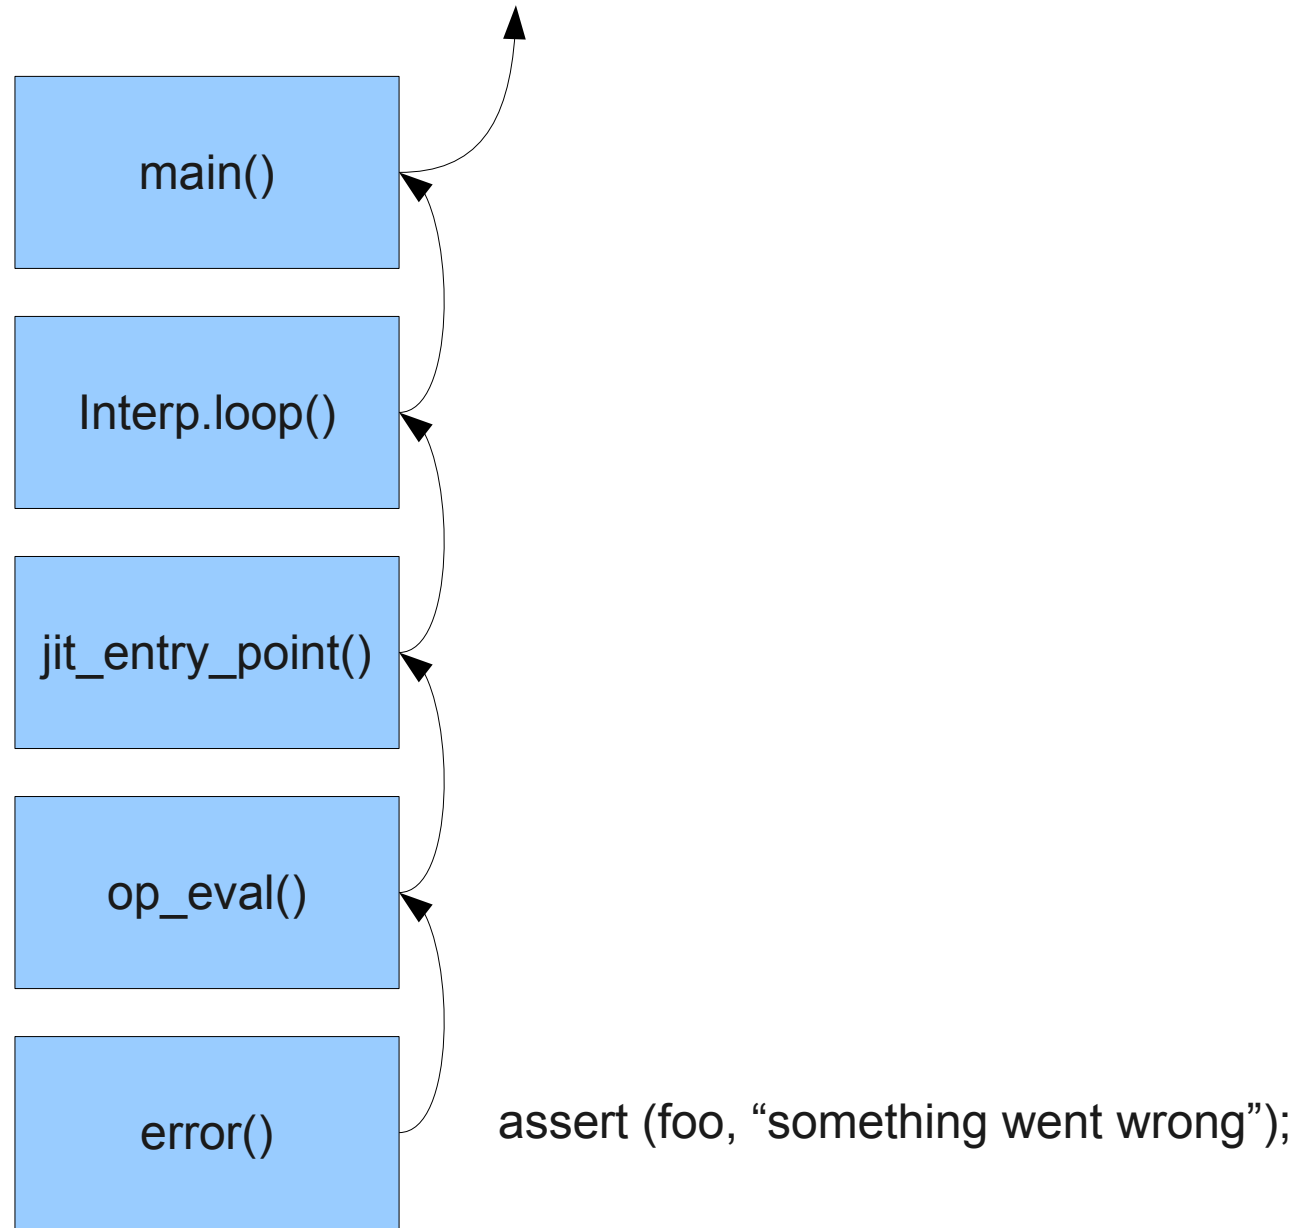 main()
Interp.loop()
jit_entry_point()
op_eval()
error()
assert (foo, “something went wrong”);